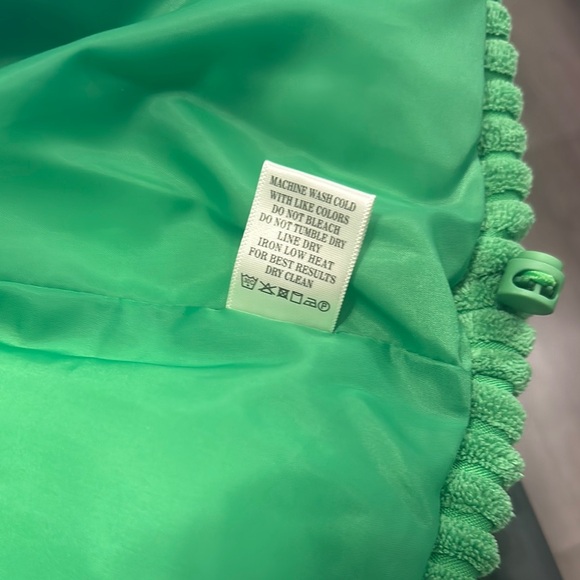 MACHINE WASH COLD
WITH LIKE COLORS
DO NOT BLEACH
DO NOT TUMBLE DRY
LINE DRY
IRON LOW HEAT
FOR BEST RESULTS
DRY CLEAN
P